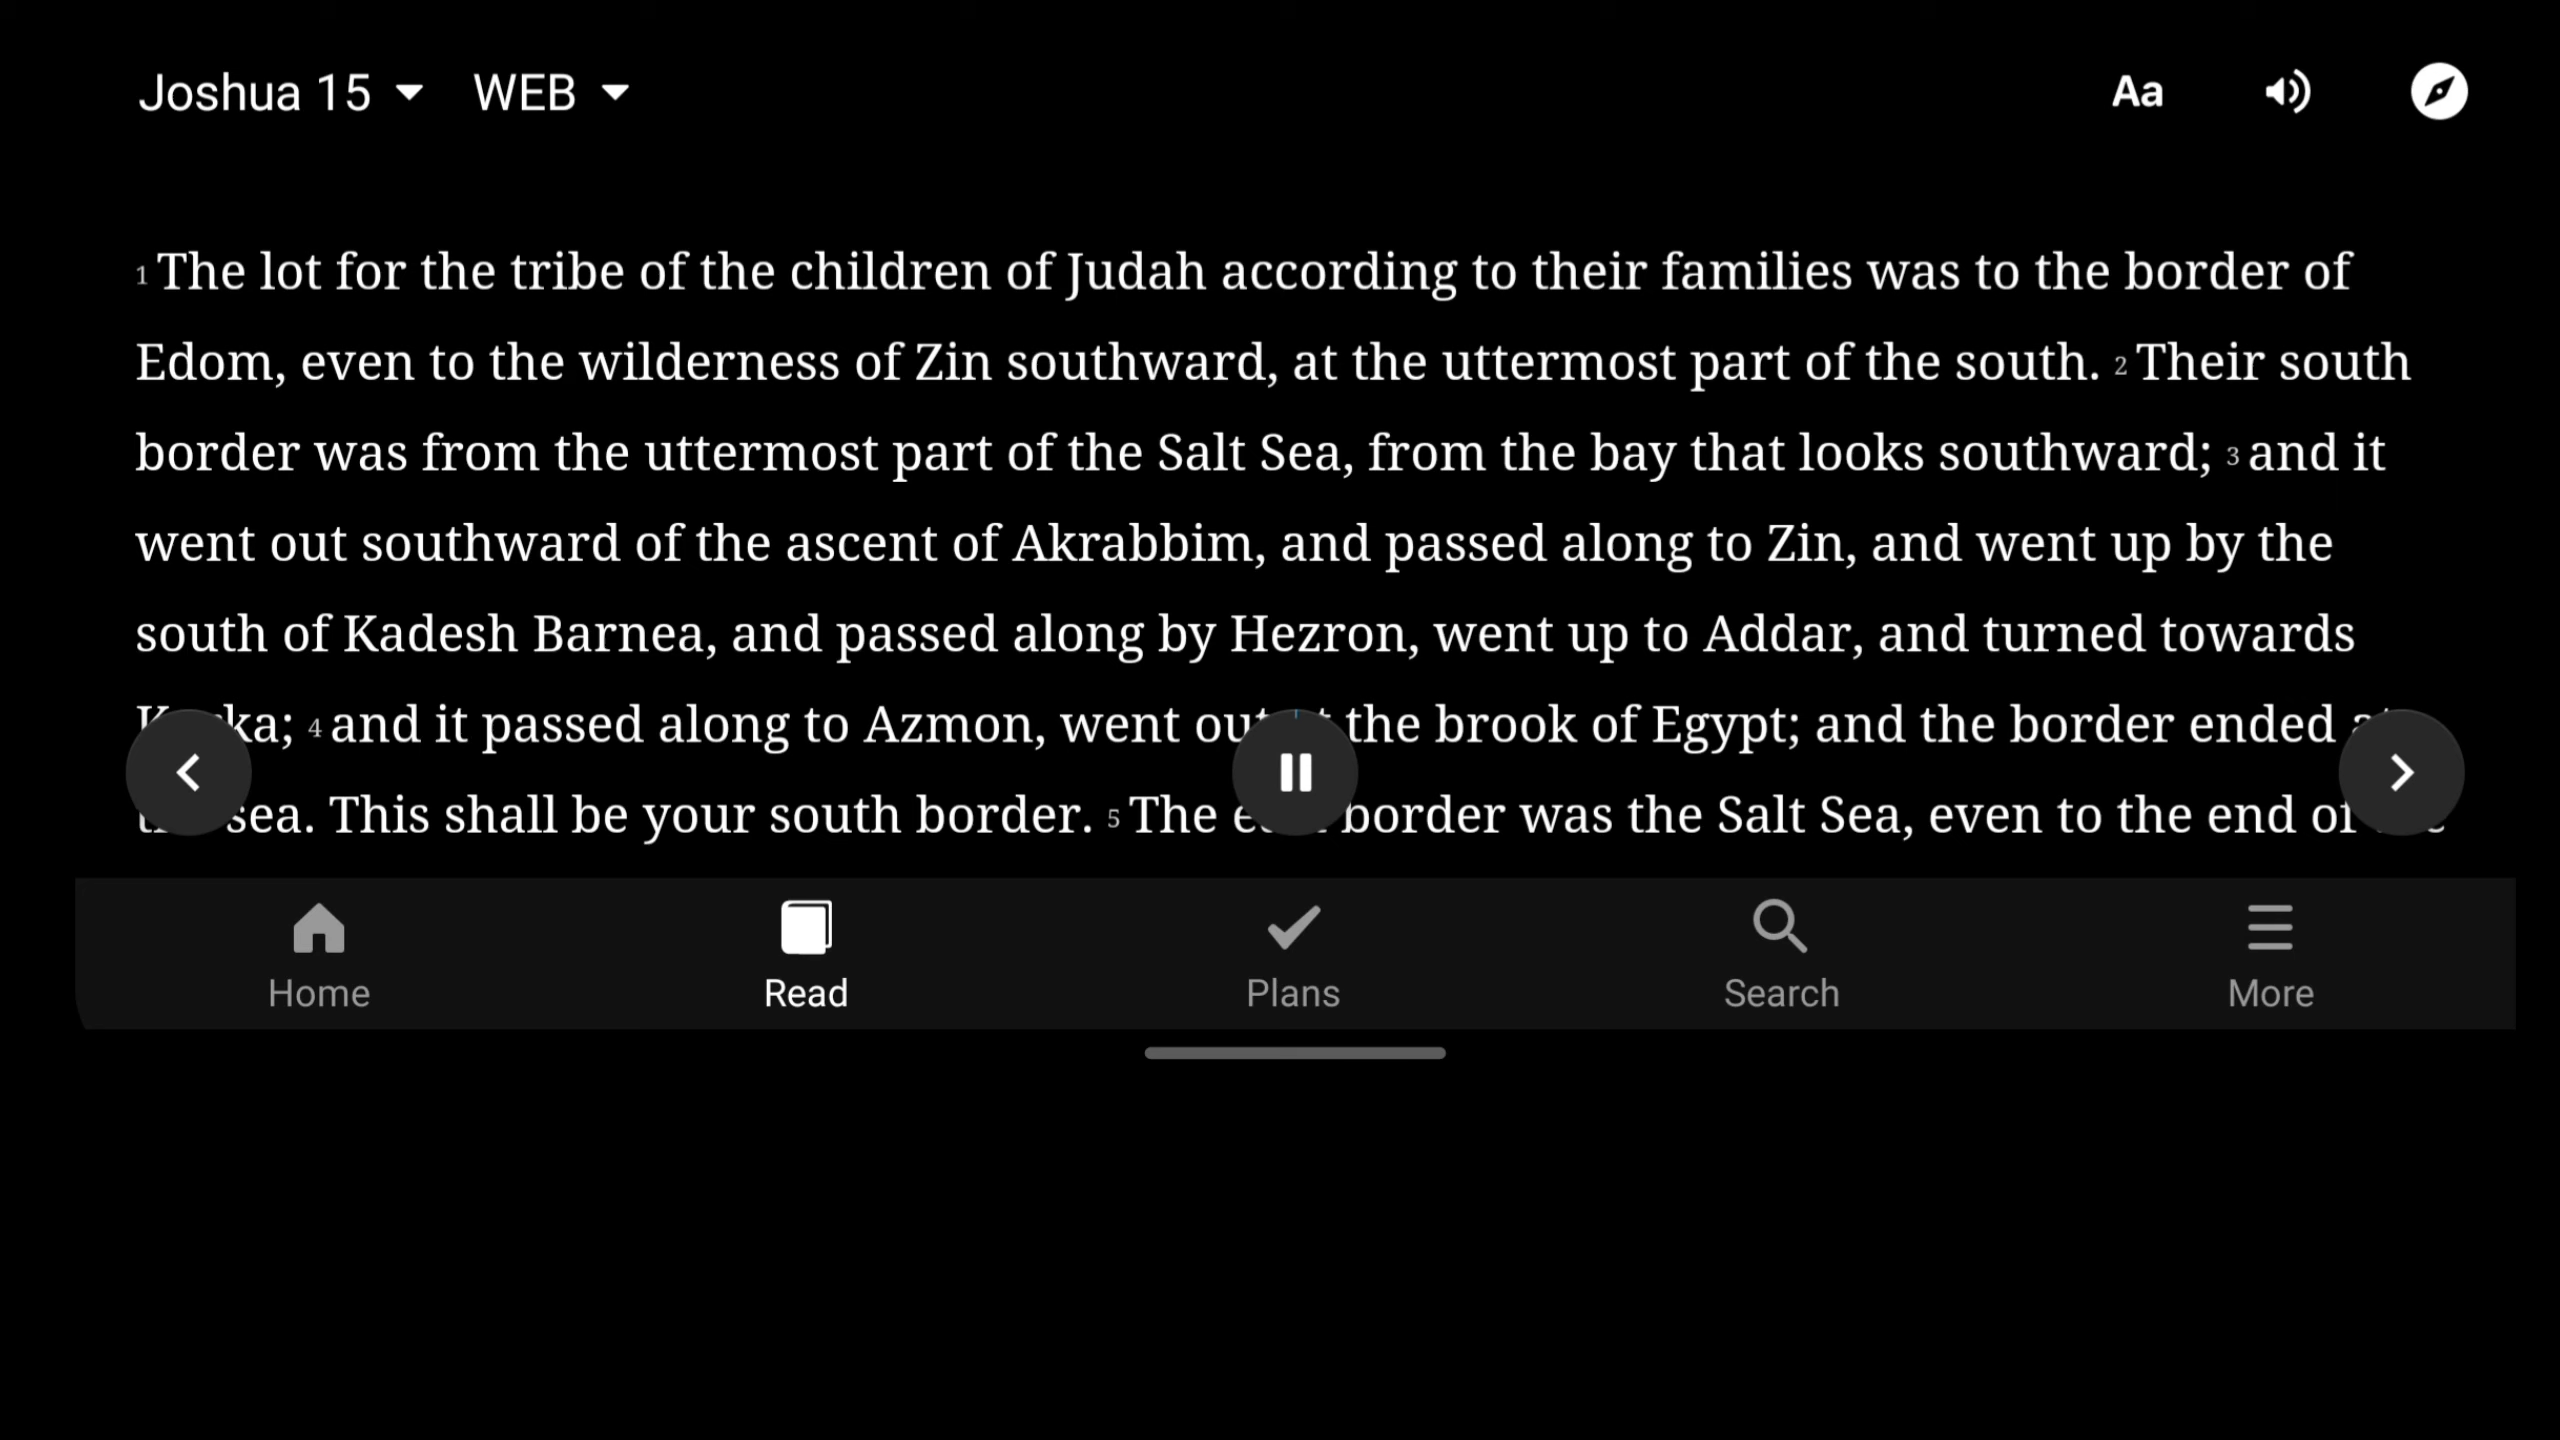 Joshua 15 WEB Aa
1 The lot for the tribe of the children of Judah according to their families was to the border of
Edom, even to the wilderness of Zin southward, at the uttermost part of the south. 2 Their south
border was from the uttermost part of the Salt Sea, from the bay that looks southward; 3 and it
went out southward of the ascent of Akrabbim, and passed along to Zin, and went up by the
south of Kadesh Barnea, and passed along by Hezron, went up to Addar, and turned towards
4 and it passed along to Azmon, went out the brook of Egypt; and the border ended
sea. This shall be your south border. 5 The border was the Salt Sea, even to the end of
Home Read Plans Search More